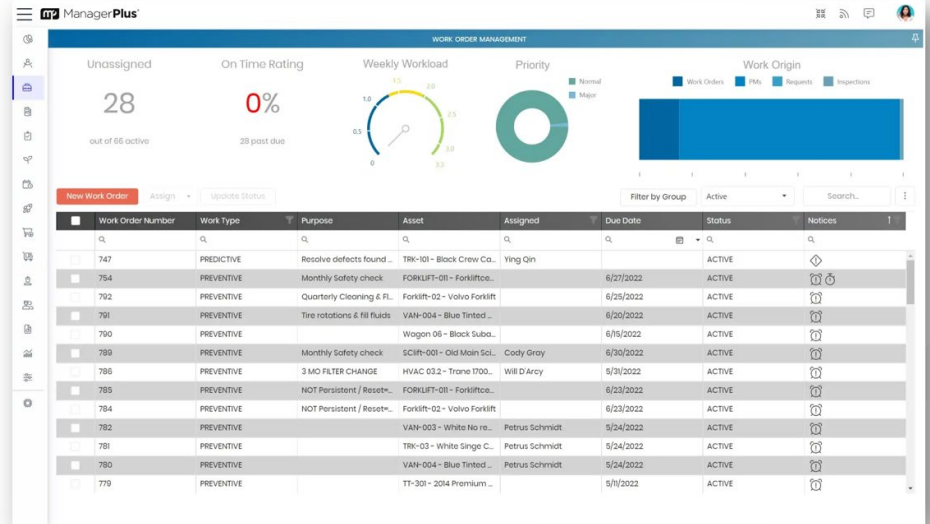 ManagerPlus
WORK ORDER MANAGEMENT
Unassigned
28
out of 66 active
On Time Rating
0%
28 past due
Weekly Workload
0
0.5
1.0
1.5
2.0
2.5
3.0
3.5
Priority
Normal
Major
Work Origin
Work Orders PMs Requests Inspections
New Work Order Assign Update Status Filter by Group Active Search...
Work Order Number Work Type Purpose Asset Assigned Due Date Status Notices
747 PREDICTIVE Resolve defects found ... TRK-101 - Black Crew Ca... Ying Qin ACTIVE
754 PREVENTIVE Monthly Safety check FORKLIFT-011 - Forkliftce... 6/27/2022 ACTIVE
792 PREVENTIVE Quarterly Cleaning & Fl... Forklift-02 - Volvo Forklift 6/25/2022 ACTIVE
791 PREVENTIVE Tire rotations & fill fluids VAN-004 - Blue Tinted ... 6/20/2022 ACTIVE
790 PREVENTIVE Wagon 06 - Black Suba... 6/15/2022 ACTIVE
789 PREVENTIVE Monthly Safety check SClift-001 - Old Main Sci... Cody Gray 6/30/2022 ACTIVE
786 PREVENTIVE 3 MO FILTER CHANGE HVAC 03.2 - Trane 1700... Will D'Arcy 5/31/2022 ACTIVE
785 PREVENTIVE NOT Persistent / Reset=... FORKLIFT-011 - Forkliftce... 6/23/2022 ACTIVE
784 PREVENTIVE NOT Persistent / Reset=... Forklift-02 - Volvo Forklift 6/23/2022 ACTIVE
782 PREVENTIVE VAN-003 - White No re... Petrus Schmidt 5/24/2022 ACTIVE
781 PREVENTIVE TRK-03 - White Singe C... Petrus Schmidt 5/24/2022 ACTIVE
780 PREVENTIVE VAN-004 - Blue Tinted ... Petrus Schmidt 5/24/2022 ACTIVE
779 PREVENTIVE TT-301 - 2014 Premium ... 5/11/2022 ACTIVE